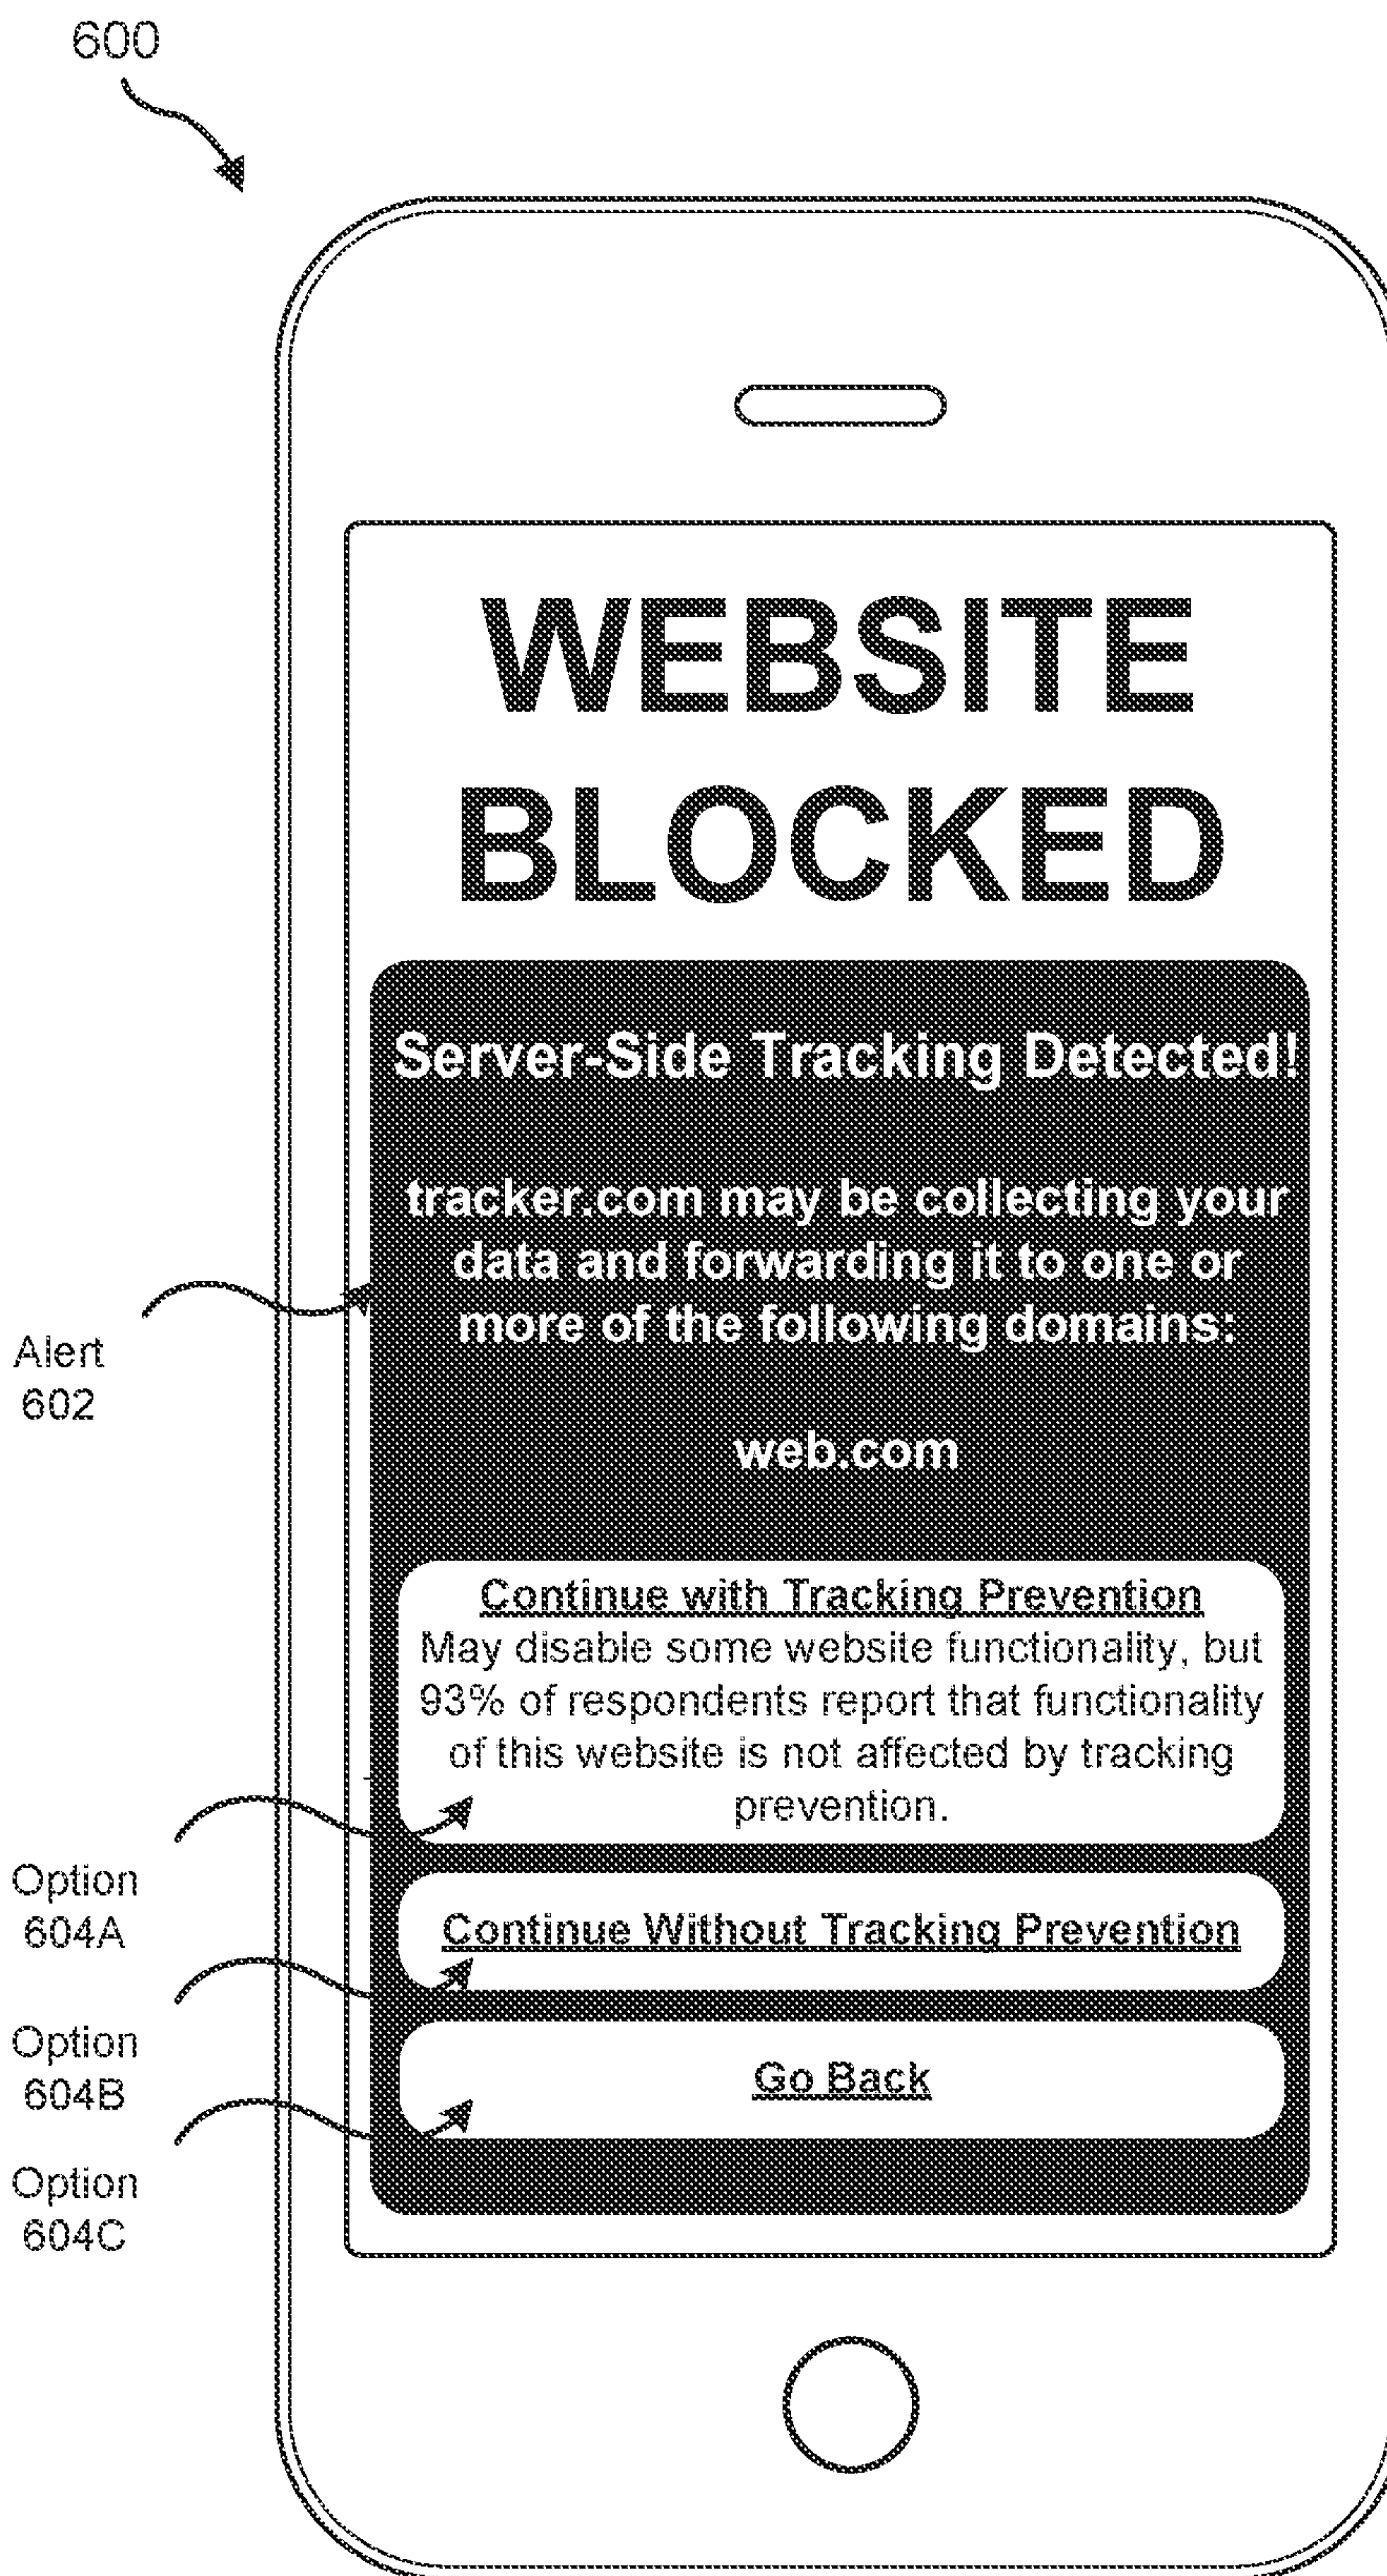 600
WEBSITE
BLOCKED
Server-Side Tracking Detected!
tracker.com may be collecting your
data and forwarding it to one or
more of the following domains:
web.com
Alert
602
Continue with Tracking Prevention
May disable some website functionality, but
93% of respondents report that functionality
of this website is not affected by tracking
prevention.
Option
604A
Continue Without Tracking Prevention
Option
604B
Go Back
Option
604C